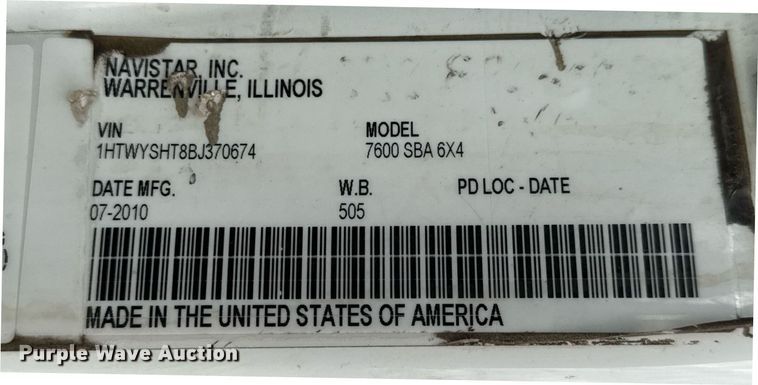 NAVISTAR, INC.
WARRENVILLE, ILLINOIS
VIN MODEL
1HTWYSHT8BJ370674 7600 SBA 6X4
DATE MFG. W.B. PD LOC - DATE
07-2010 505
MADE IN THE UNITED STATES OF AMERICA
Purple Wave Auction